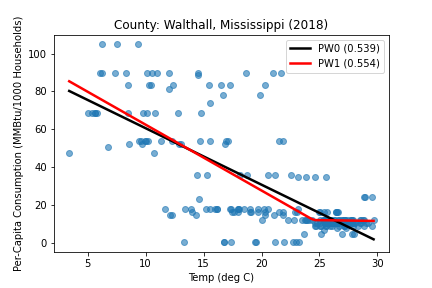 County: Walthall, Mississippi (2018)
Per-Capita Consumption (MMBtu/1000 Households)
100
80
60
40
20
0
PW0 (0.539)
PW1 (0.554)
5 10 15 20 25 30
Temp (deg C)